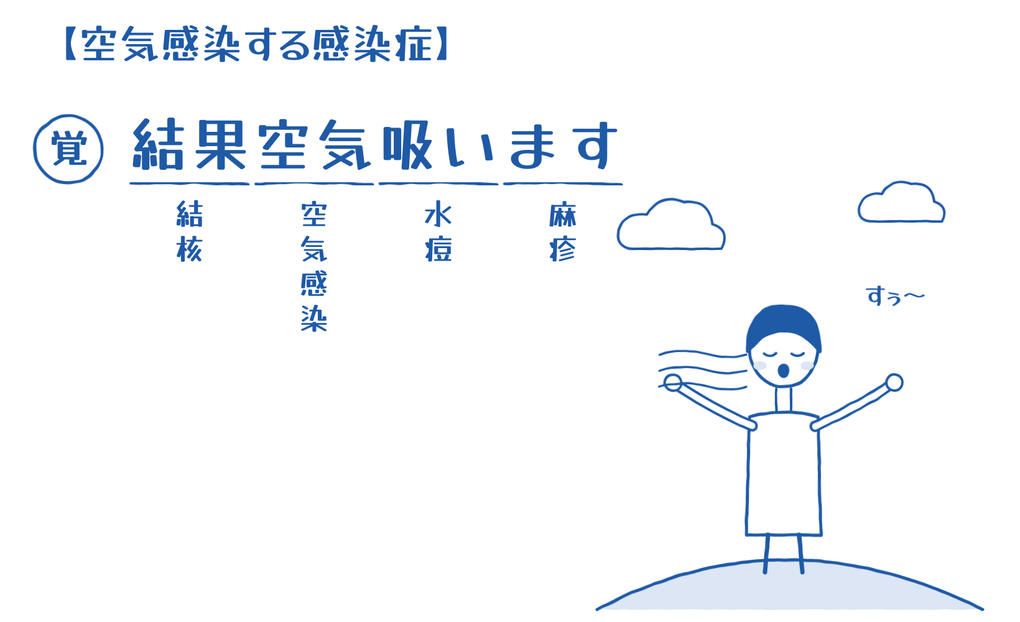 【空気感染する感染症】
覚 結果空気吸います
結核
空気感染
水痘
麻疹
すぅ〜